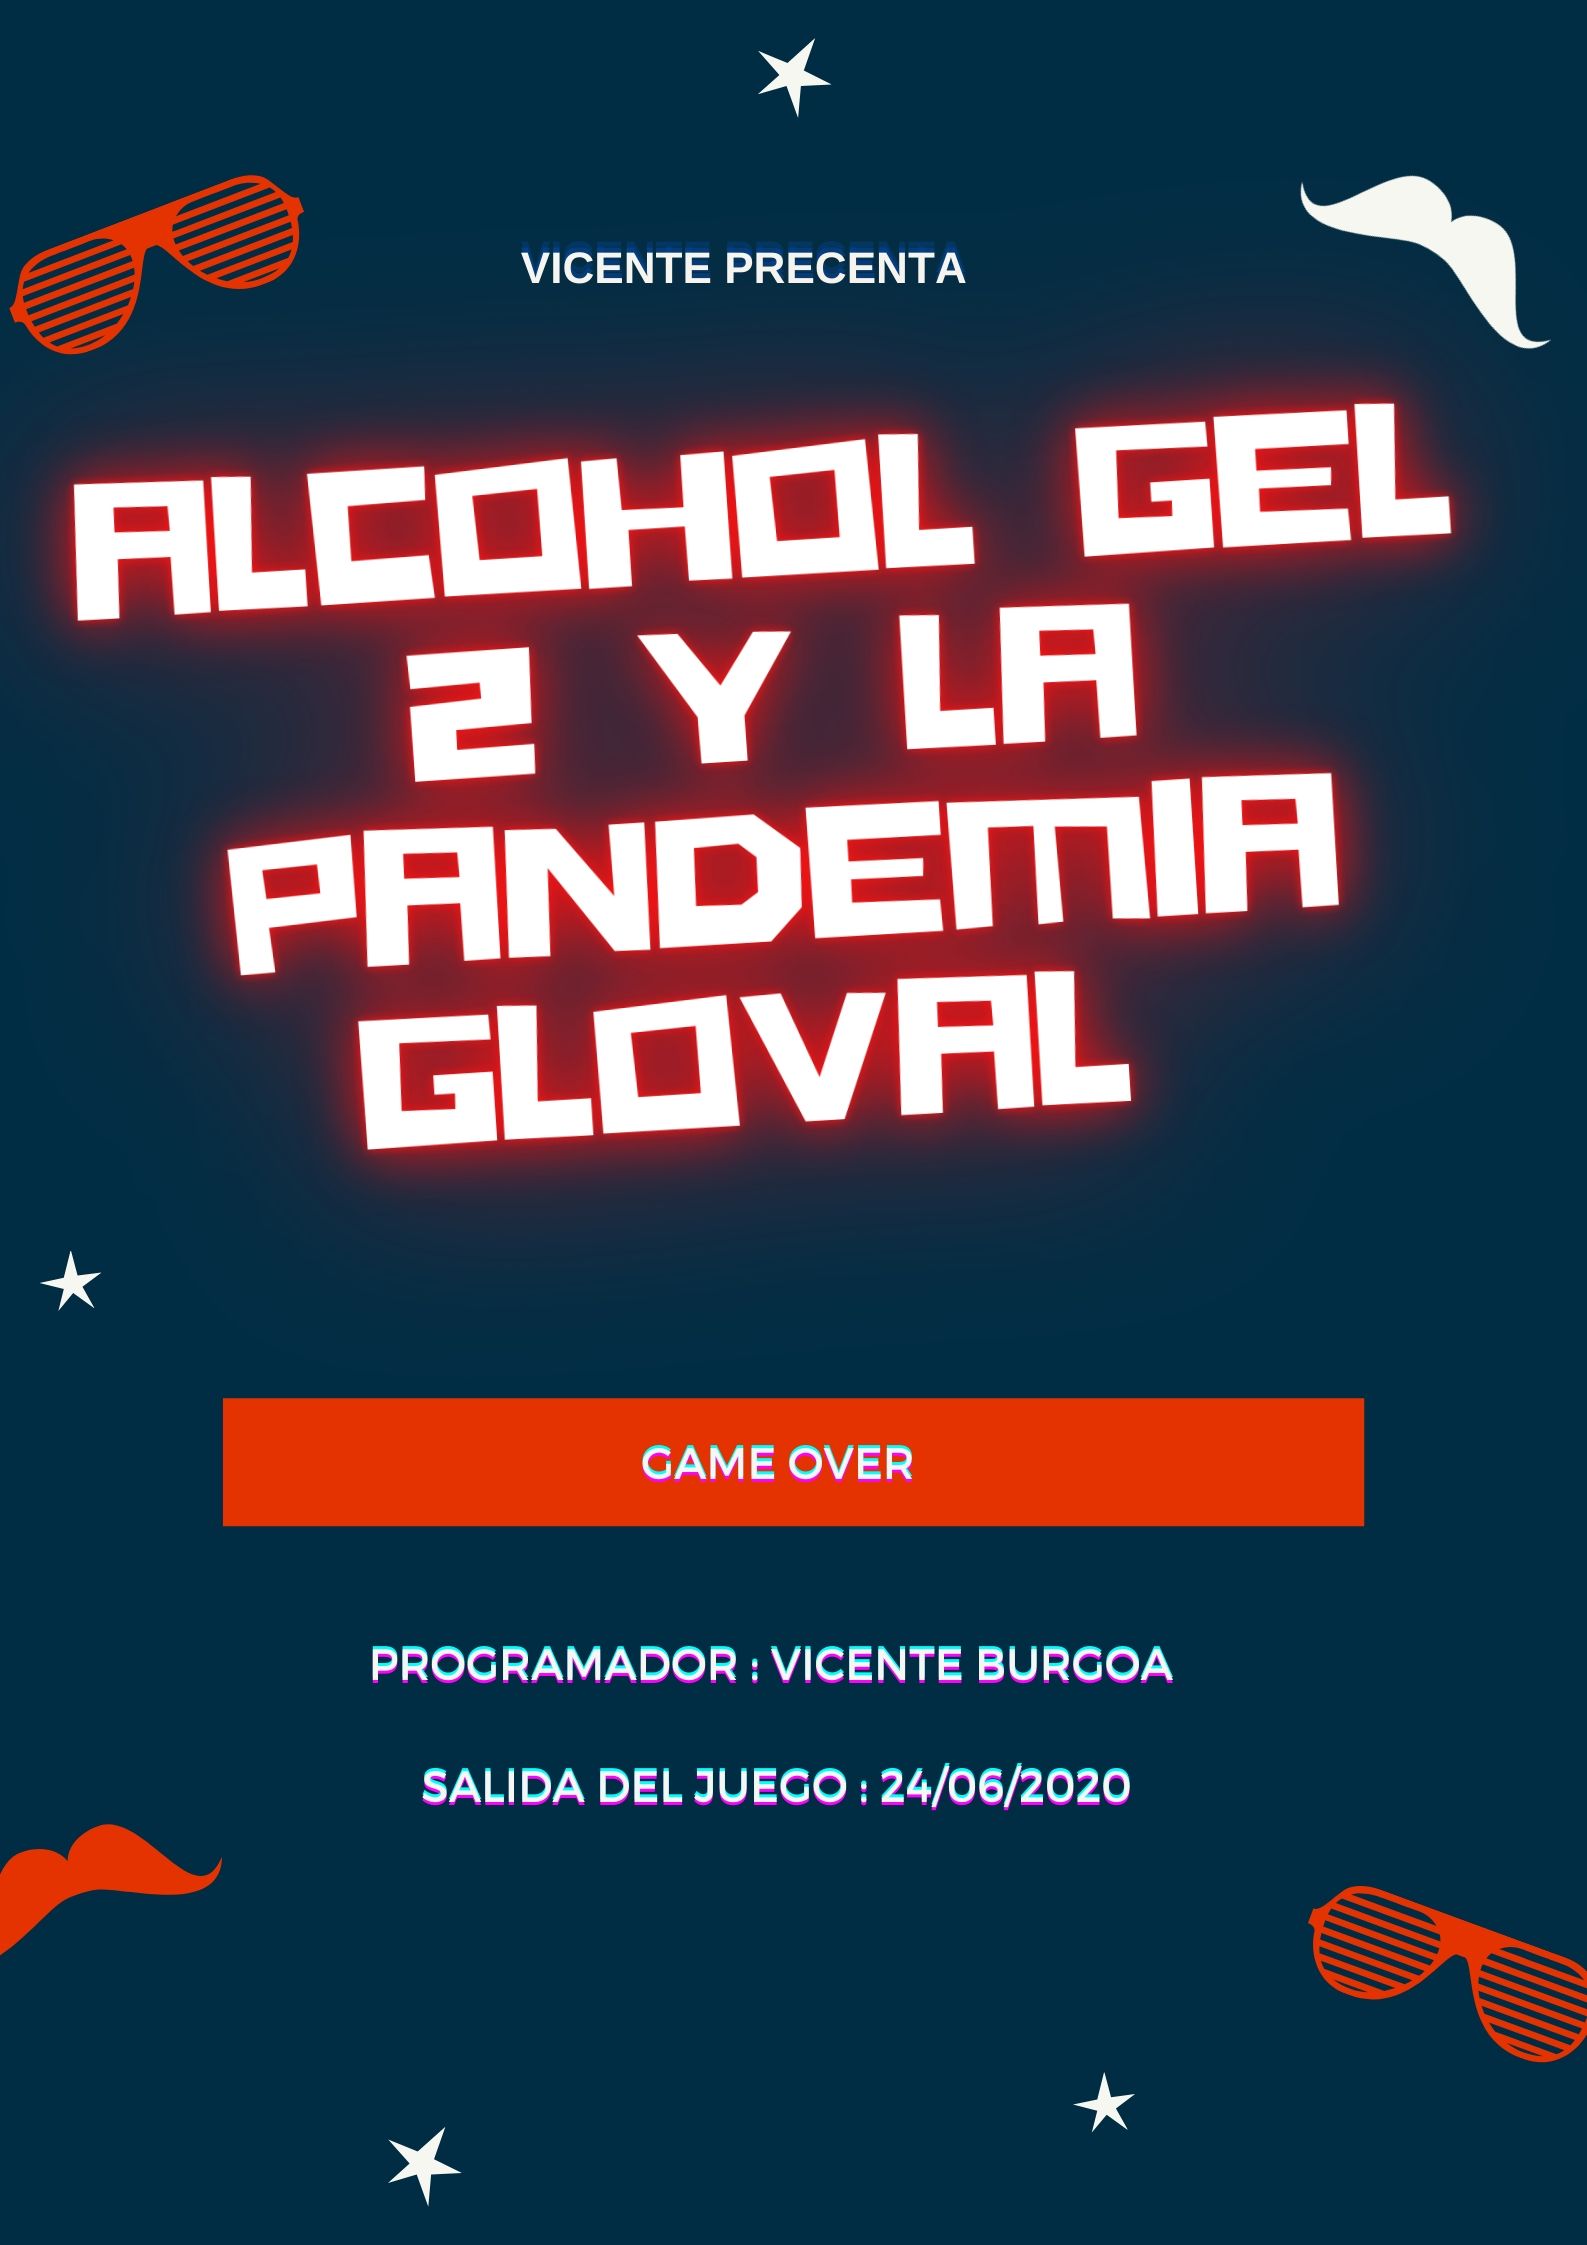 VICENTE PRECENTA
ALCOHOL GEL
2 Y LA
PANDEMIA
GLOVAL
GAME OVER
PROGRAMADOR : VICENTE BURGOA
SALIDA DEL JUEGO : 24/06/2020